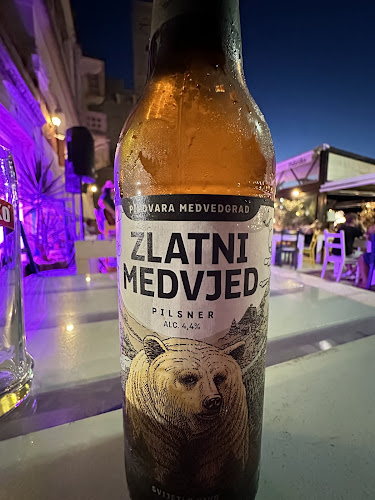 PIVOVARA MEDVEDGRAD
ZLATNI
MEDVJED
PILSNER
ALC. 4,4%